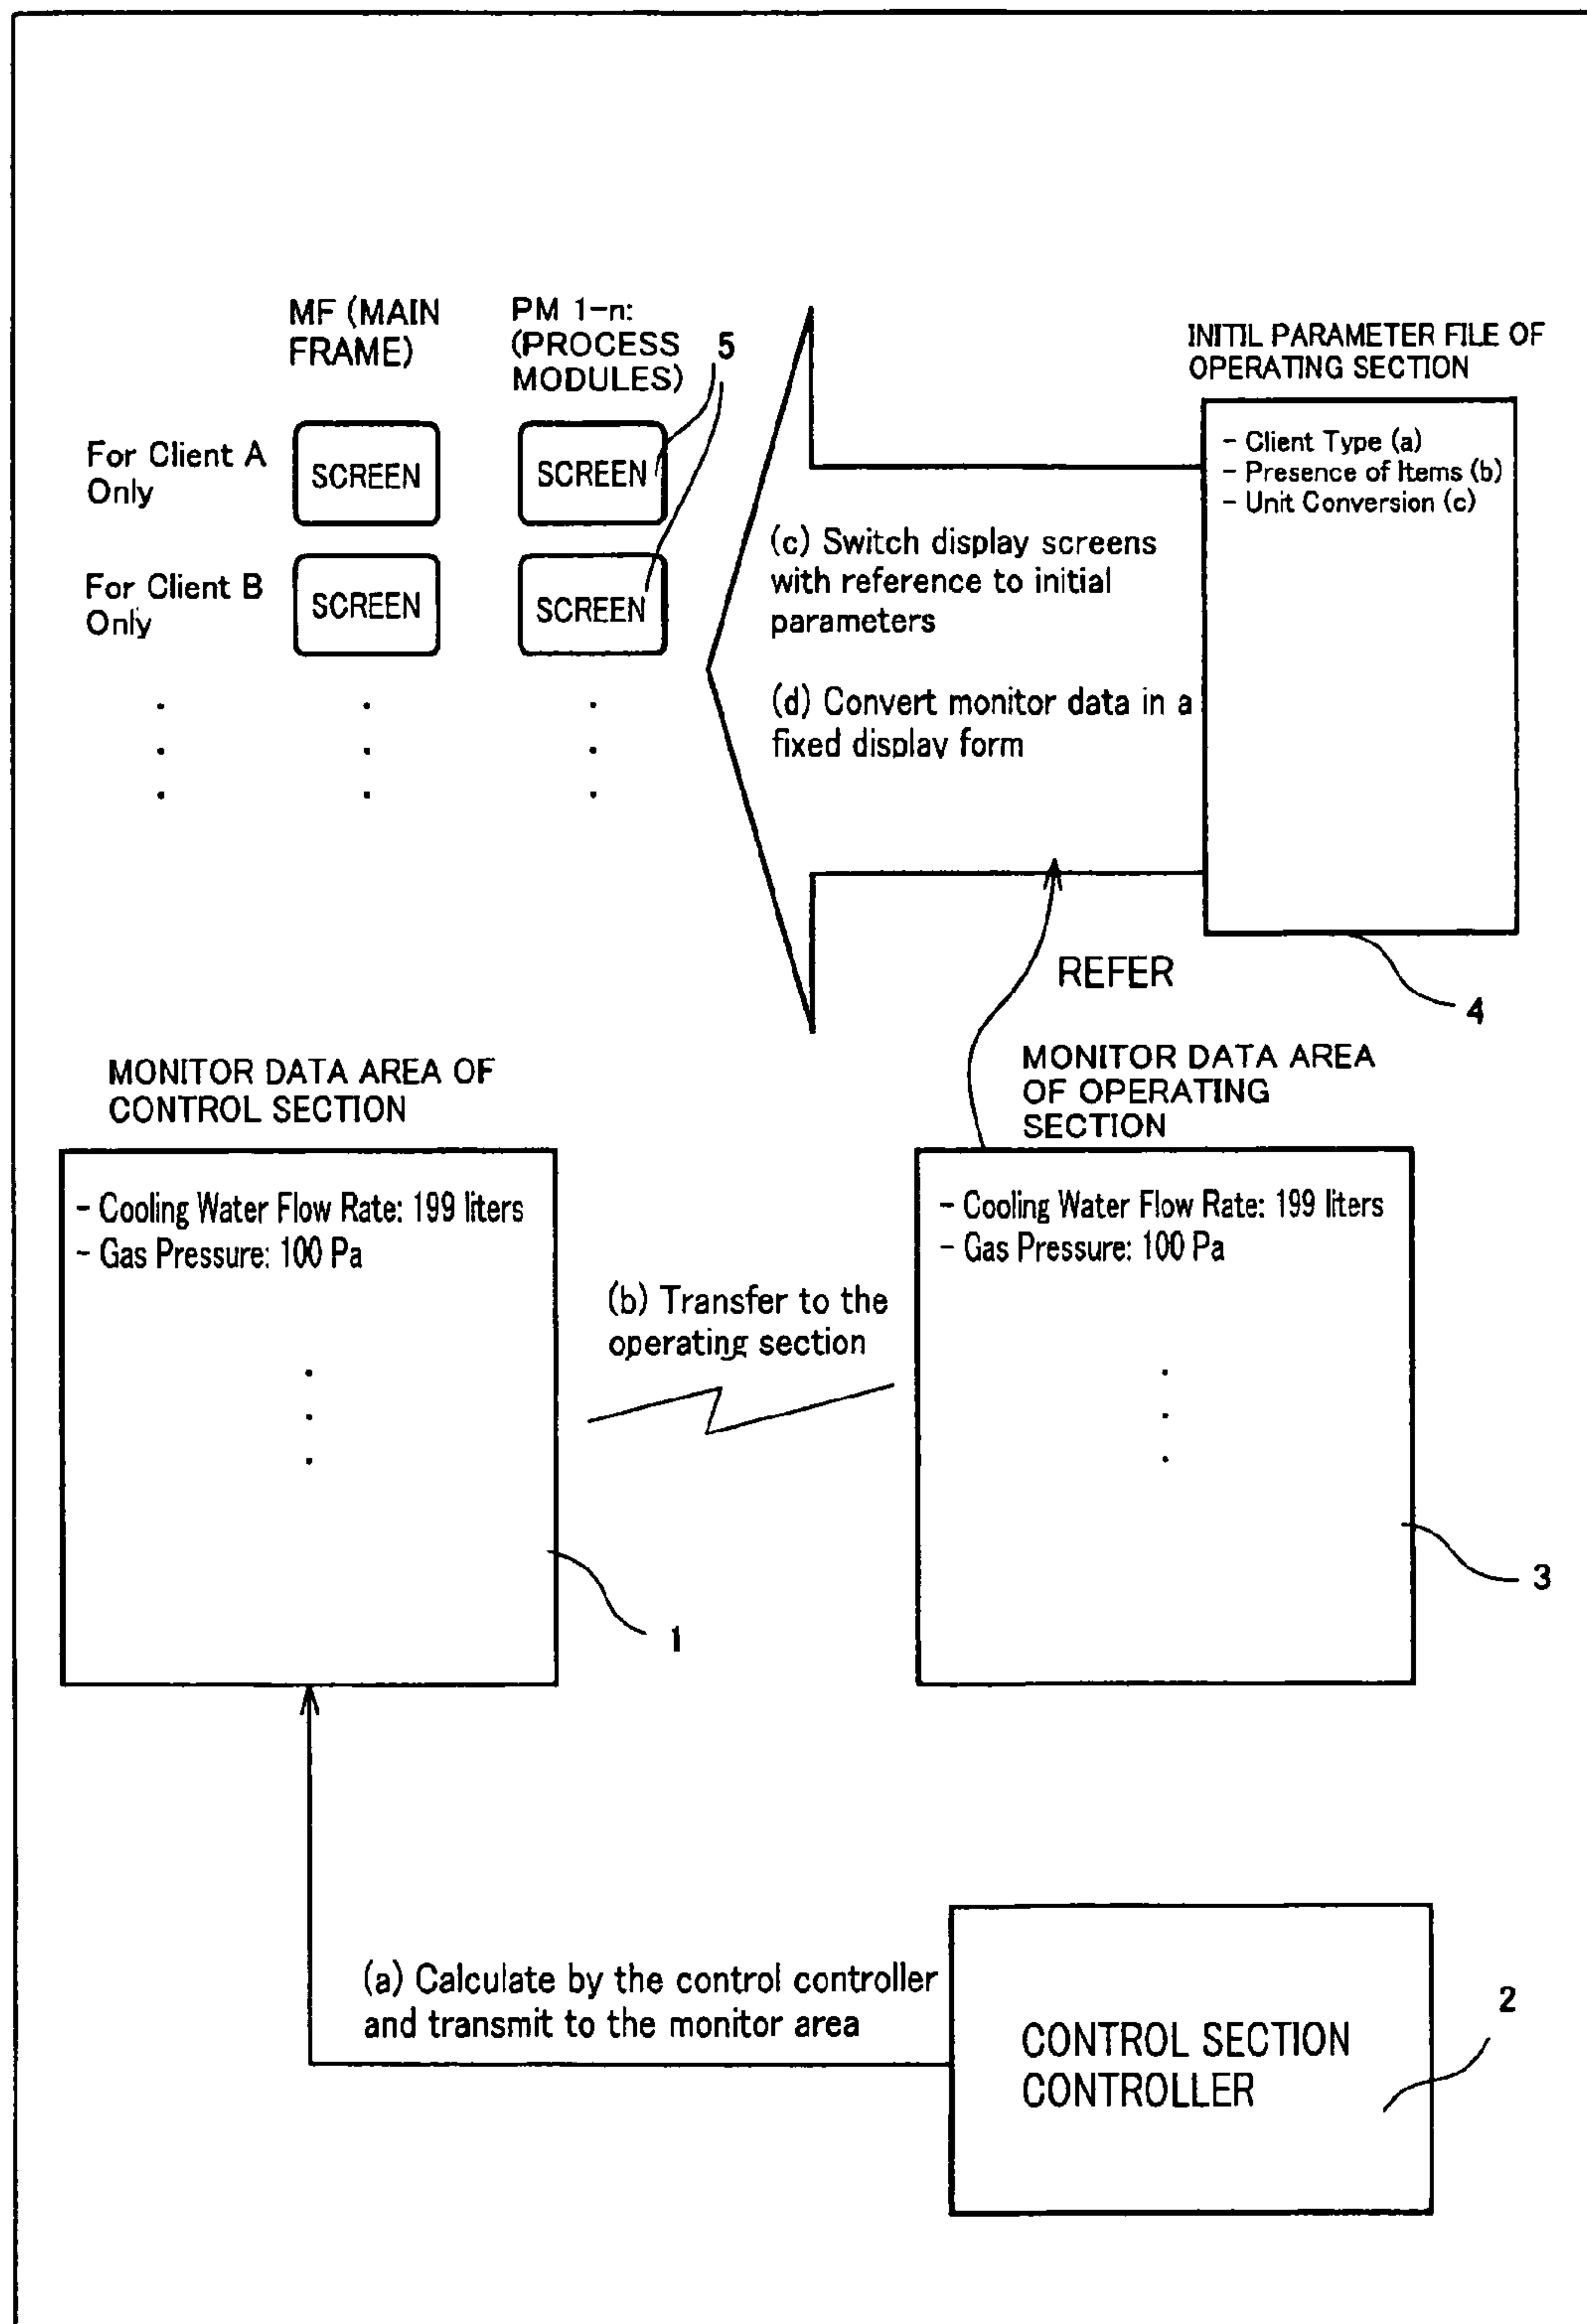 MF (MAIN
FRAME)
PM 1-n:
(PROCESS
MODULES)
5
INITIL PARAMETER FILE OF
OPERATING SECTION
For Client A
Only
SCREEN
SCREEN
- Client Type (a)
- Presence of Items (b)
- Unit Conversion (c)
For Client B
Only
SCREEN
SCREEN
(c) Switch display screens
with reference to initial
parameters
(d) Convert monitor data in a
fixed display form
REFER
4
MONITOR DATA AREA OF
CONTROL SECTION
MONITOR DATA AREA
OF OPERATING
SECTION
- Cooling Water Flow Rate: 199 liters
- Gas Pressure: 100 Pa
- Cooling Water Flow Rate: 199 liters
- Gas Pressure: 100 Pa
(b) Transfer to the
operating section
3
1
(a) Calculate by the control controller
and transmit to the monitor area
2
CONTROL SECTION
CONTROLLER